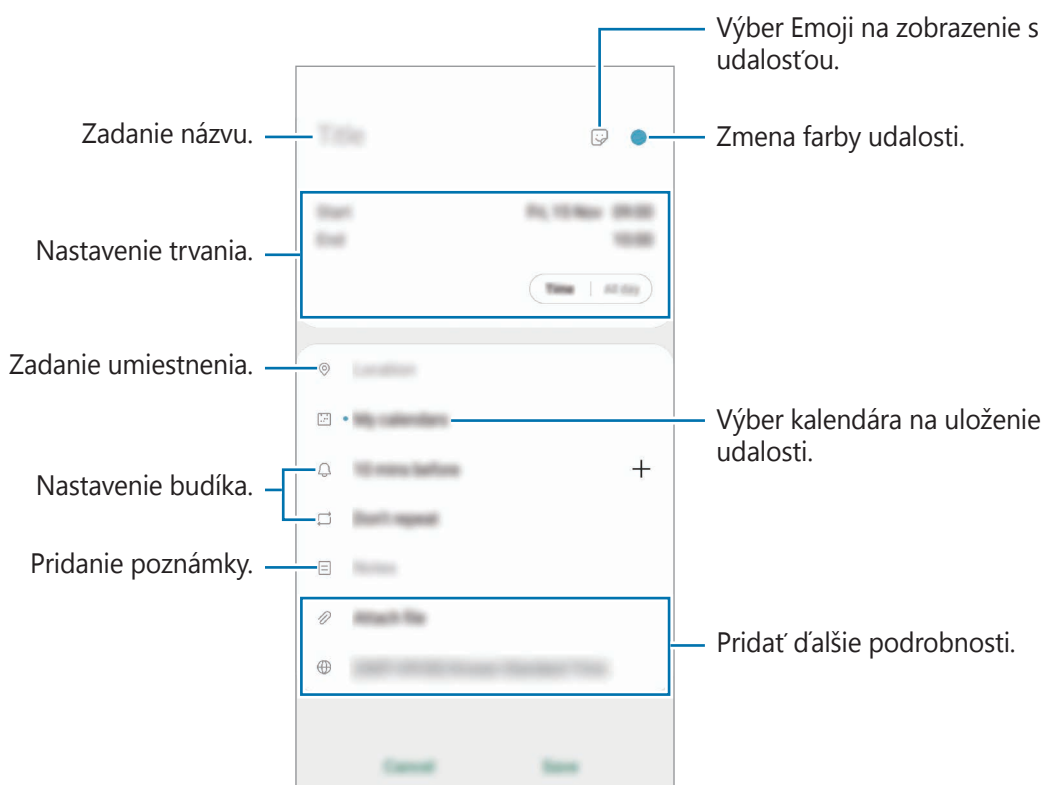 Výber Emoji na zobrazenie s
udalosťou.
Zadanie názvu.
Title
Zmena farby udalosti.
Start
Fri, 15 Nov 09:00
Nastavenie trvania.
End
10:00
Time
All day
Zadanie umiestnenia.
Location
My calendars
Výber kalendára na uloženie
udalosti.
Nastavenie budíka.
10 mins before
Don't repeat
Pridanie poznámky.
Notes
Attach file
Pridať ďalšie podrobnosti.
Cancel
Save